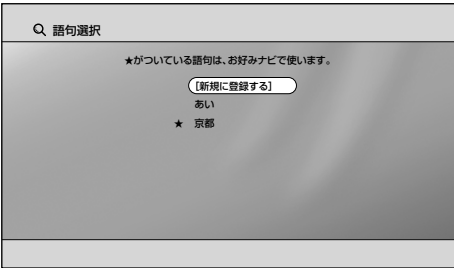 語句選択
★がついている語句は、お好みナビで使います。
[新規に登録する]
あい
★ 京都